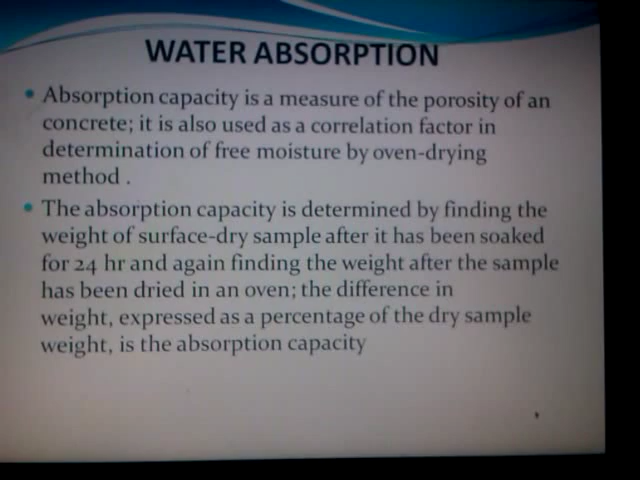 WATER ABSORPTION
• Absorption capacity is a measure of the porosity of an
concrete; it is also used as a correlation factor in
determination of free moisture by oven-drying
method .
• The absorption capacity is determined by finding the
weight of surface-dry sample after it has been soaked
for 24 hr and again finding the weight after the sample
has been dried in an oven; the difference in
weight, expressed as a percentage of the dry sample
weight, is the absorption capacity